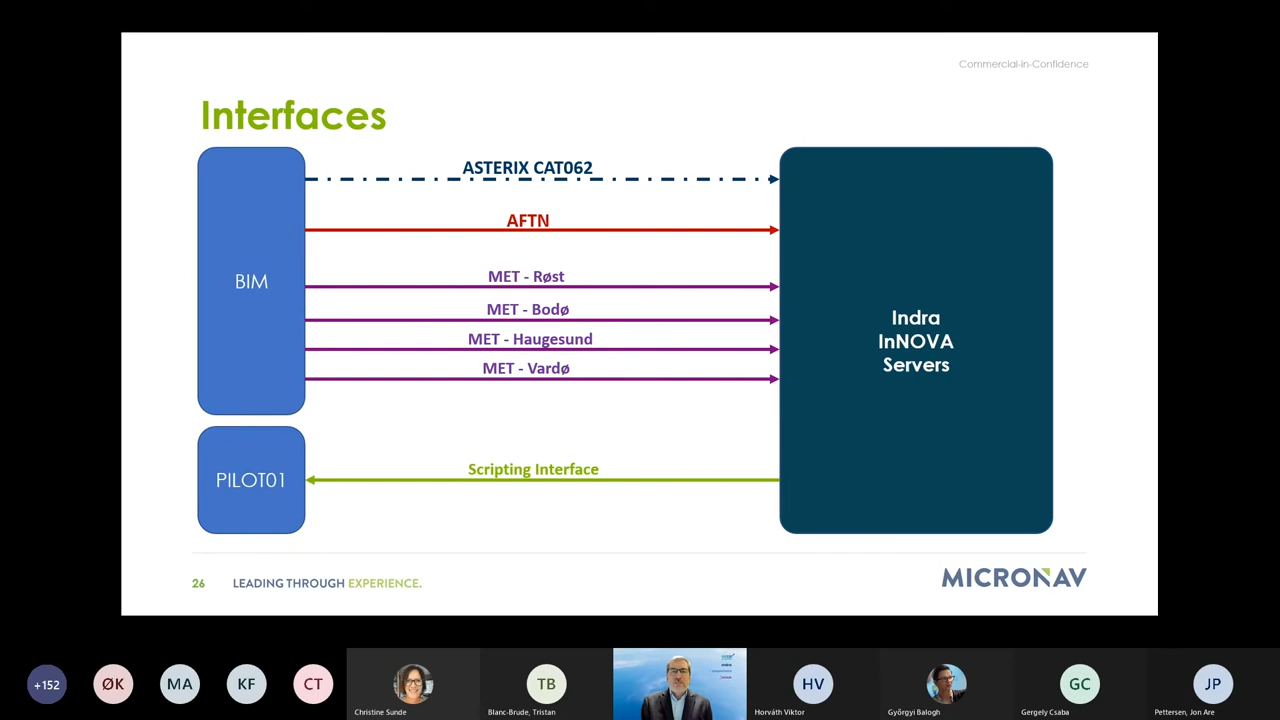 Commercial-in-Confidence
Interfaces
ASTERIX CAT062
AFTN
MET - Røst
BIM
MET - Bodø
Indra
InNOVA
Servers
MET - Haugesund
MET - Vardø
Scripting Interface
PILOT01
26
LEADING THROUGH EXPERIENCE.
MICRONAV
+152
ØK
MA
KF
CT
TB
HV
GC
JP
Christine Sunde
Blanc-Brude, Tristan
Horváth Viktor
Györgyi Balogh
Gergely Csaba
Pettersen, Jon Are